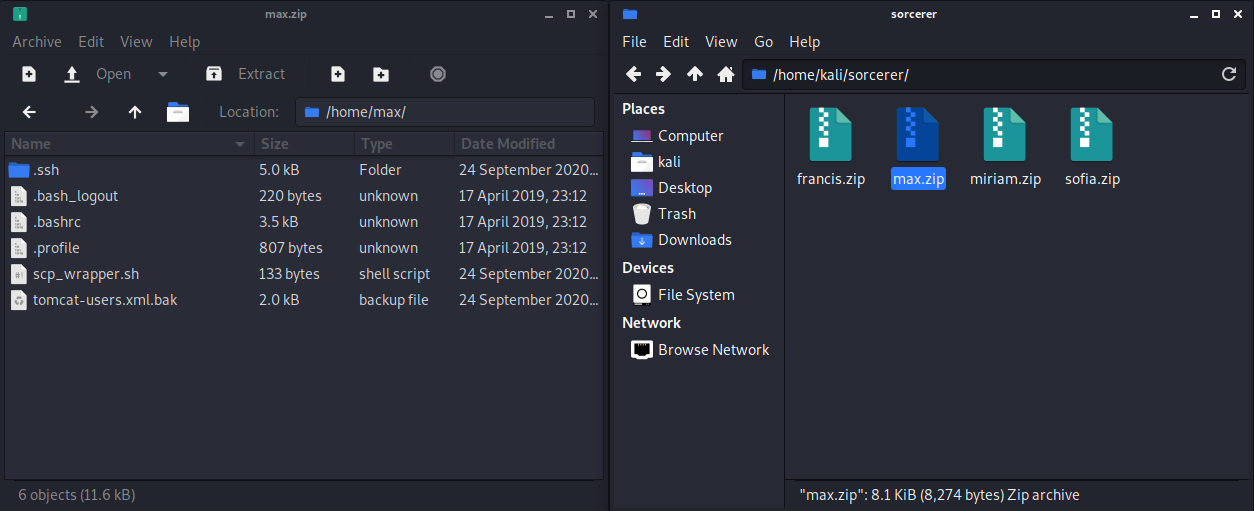 max.zip
Archive Edit View Help
Open Extract
Location: /home/max/
Name Size Type Date Modified
.ssh 5.0 kB Folder 24 September 2020...
.bash_logout 220 bytes unknown 17 April 2019, 23:12
.bashrc 3.5 kB unknown 17 April 2019, 23:12
.profile 807 bytes unknown 17 April 2019, 23:12
scp_wrapper.sh 133 bytes shell script 24 September 2020...
tomcat-users.xml.bak 2.0 kB backup file 24 September 2020...
6 objects (11.6 kB)
sorcerer
File Edit View Go Help
/home/kali/sorcerer/
Places
Computer
kali
Desktop
Trash
Downloads
Devices
File System
Network
Browse Network
francis.zip max.zip miriam.zip sofia.zip
"max.zip": 8.1 KiB (8,274 bytes) Zip archive